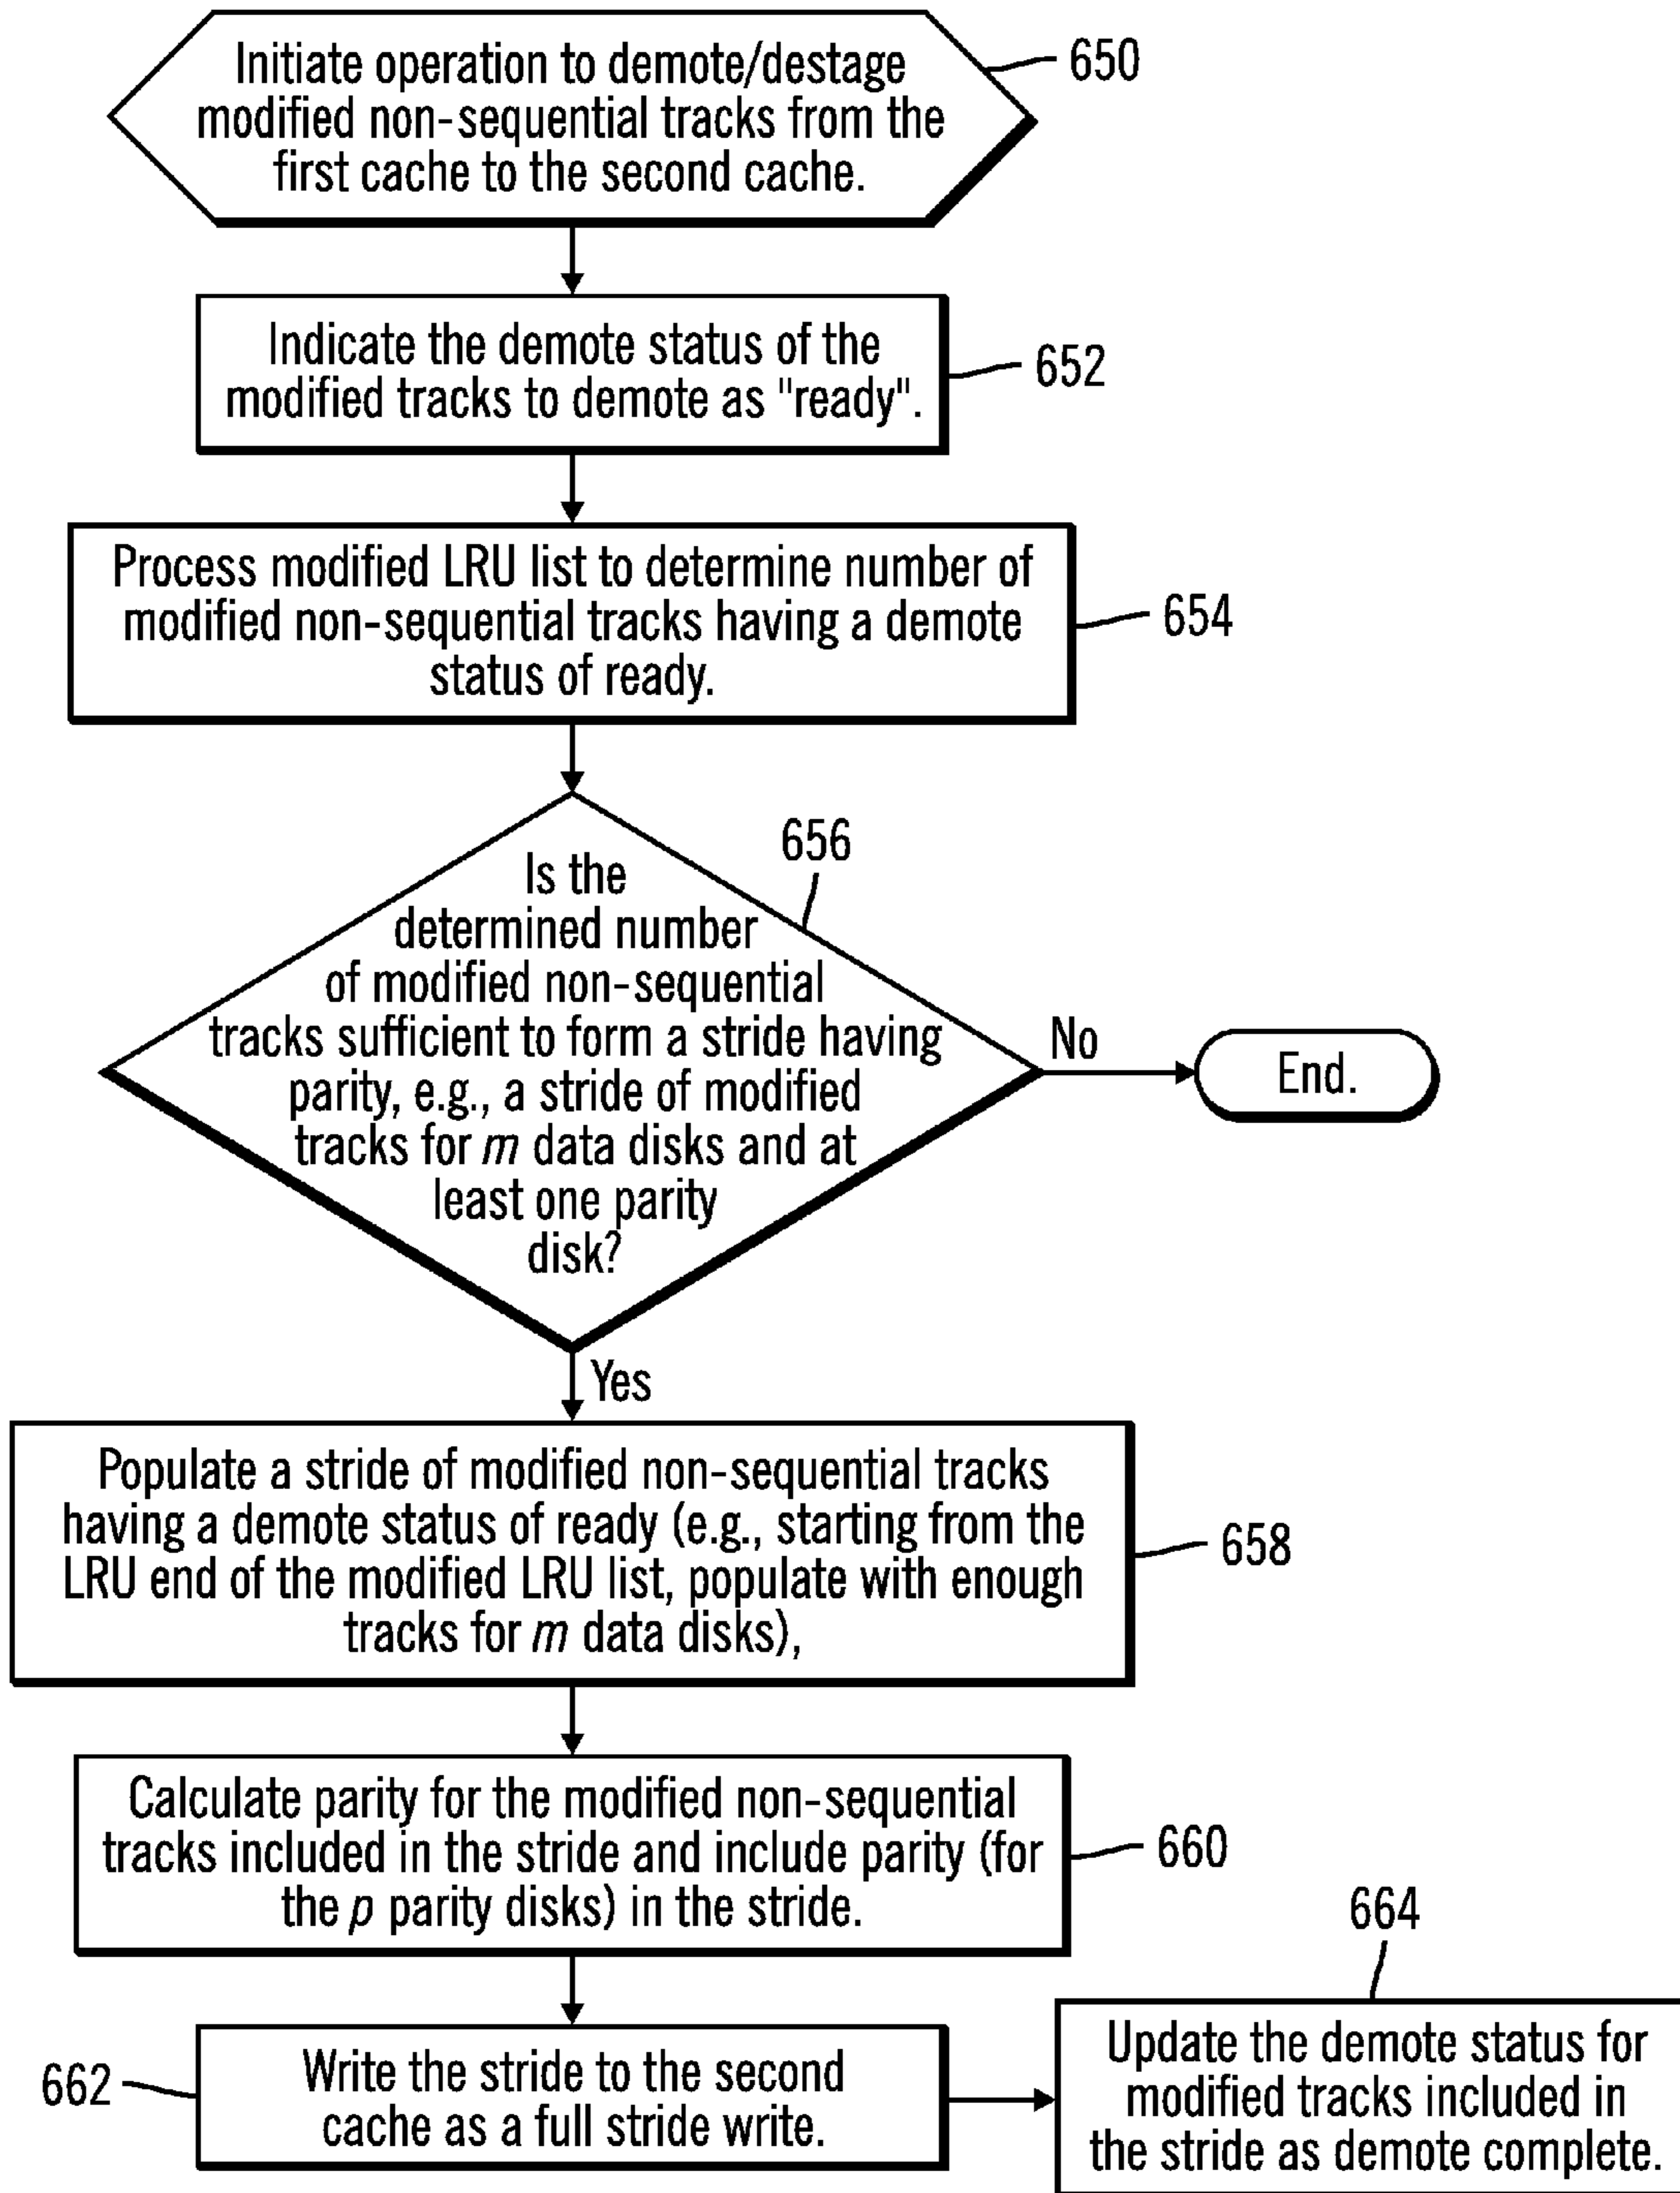 Initiate operation to demote/destage
modified non-sequential tracks from the
first cache to the second cache.
650
Indicate the demote status of the
modified tracks to demote as "ready".
652
Process modified LRU list to determine number of
modified non-sequential tracks having a demote
status of ready.
654
656
Is the
determined number
of modified non-sequential
tracks sufficient to form a stride having
parity, e.g., a stride of modified
tracks for m data disks and at
least one parity
disk?
No
End.
Yes
Populate a stride of modified non-sequential tracks
having a demote status of ready (e.g., starting from the
LRU end of the modified LRU list, populate with enough
tracks for m data disks),
658
Calculate parity for the modified non-sequential
tracks included in the stride and include parity (for
the p parity disks) in the stride.
660
662
Write the stride to the second
cache as a full stride write.
664
Update the demote status for
modified tracks included in
the stride as demote complete.